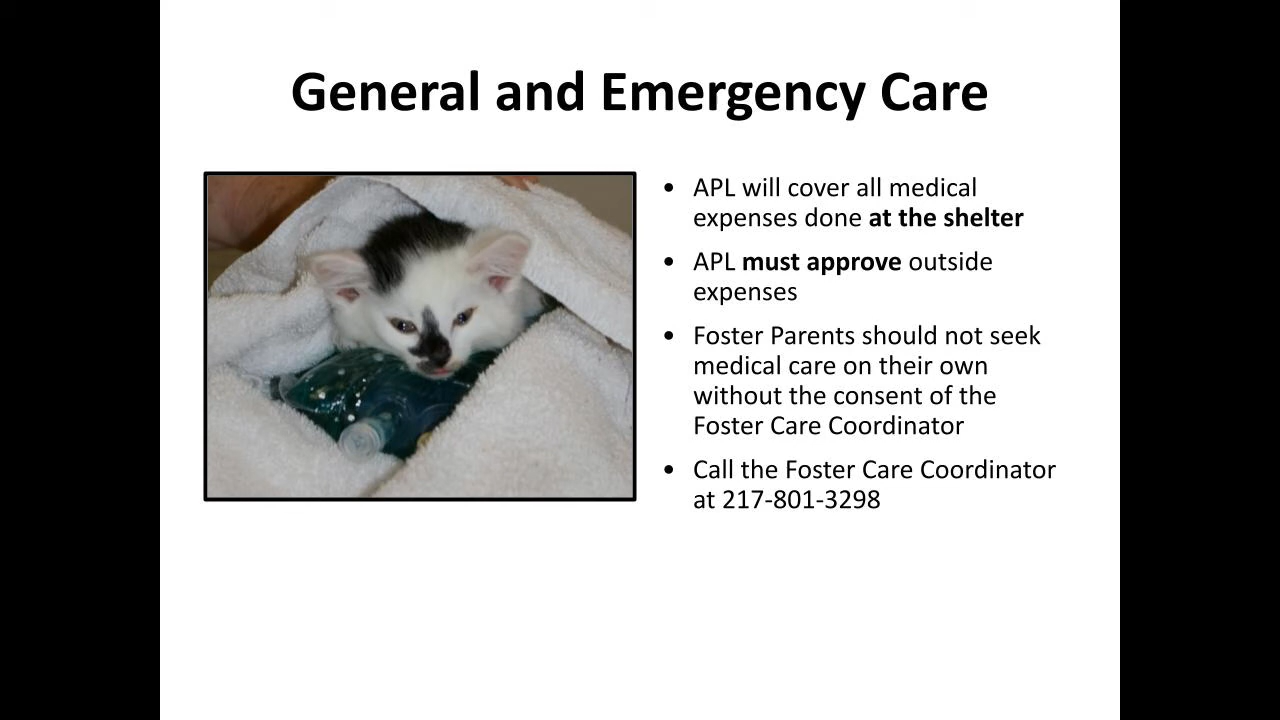 General and Emergency Care
• APL will cover all medical
expenses done at the shelter
• APL must approve outside
expenses
• Foster Parents should not seek
medical care on their own
without the consent of the
Foster Care Coordinator
• Call the Foster Care Coordinator
at 217-801-3298